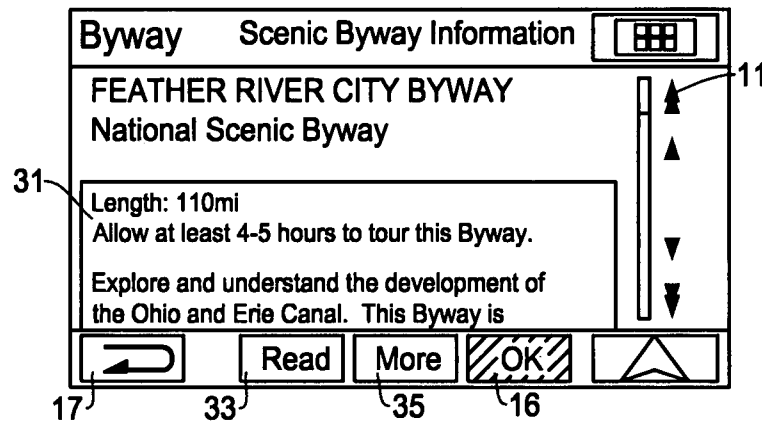 Byway Scenic Byway Information
11
FEATHER RIVER CITY BYWAY
National Scenic Byway
31
Length: 110mi
Allow at least 4-5 hours to tour this Byway.
Explore and understand the development of
the Ohio and Erie Canal. This Byway is
Read More OK
17 33 35 16